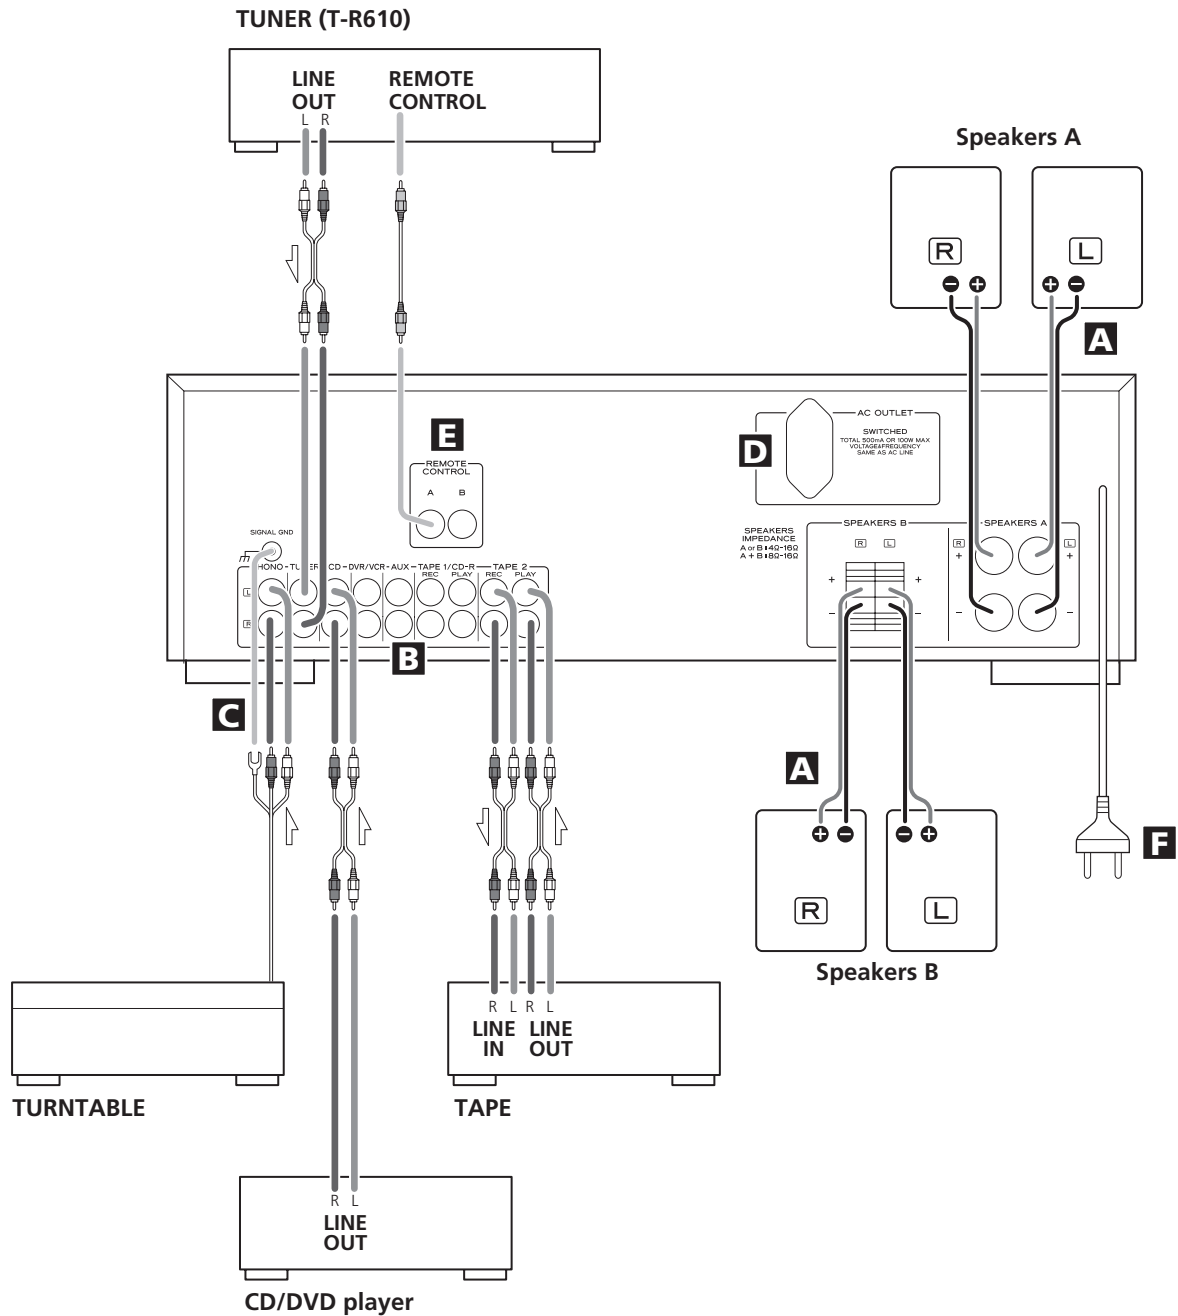 TUNER (T-R610)
LINE OUT
REMOTE CONTROL
L R
Speakers A
R
L
− +
+ −
A
E
REMOTE CONTROL
A B
D
AC OUTLET
SWITCHED
TOTAL 500mA OR 100W MAX
VOLTAGE&FREQUENCY
SAME AS AC LINE
SIGNAL GND
PHONO TUNER CD DVR/VCR AUX TAPE 1/CD-R TAPE 2
REC PLAY REC PLAY
L
R
B
SPEAKERS
IMPEDANCE
A or B:4Ω-16Ω
A + B:8Ω-16Ω
SPEAKERS B
R L
+ +
− −
SPEAKERS A
R L
+ +
− −
C
A
+ −
− +
R
L
Speakers B
F
R L R L
LINE IN
LINE OUT
TURNTABLE
TAPE
R L
LINE OUT
CD/DVD player